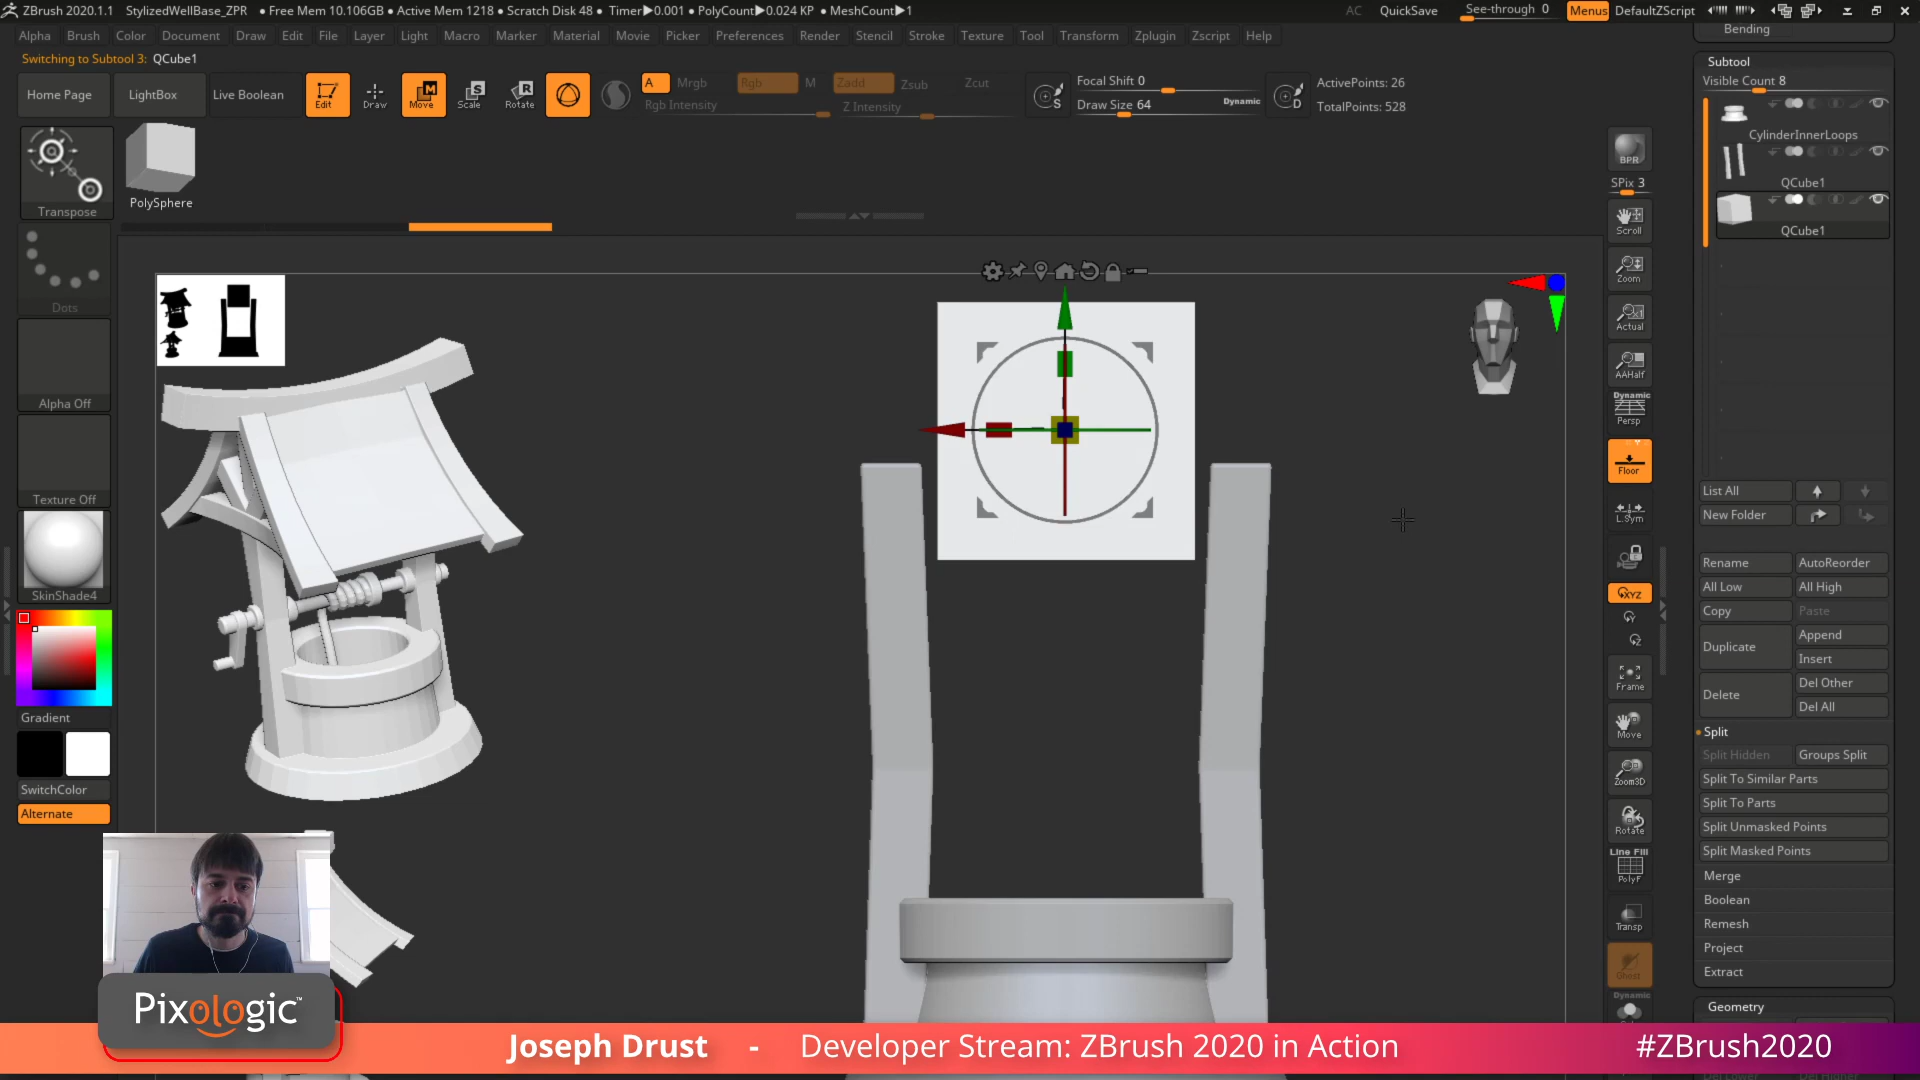 ZBrush 2020.1.1 StylizedWellBase_ZPR • Free Mem 10.106GB • Active Mem 1218 • Scratch Disk 48 • Timer▶0.001 • PolyCount▶0.024 KP • MeshCount▶1 AC QuickSave See-through 0 Menus DefaultZScript
Alpha Brush Color Document Draw Edit File Layer Light Macro Marker Material Movie Picker Preferences Render Stencil Stroke Texture Tool Transform Zplugin Zscript Help
Switching to Subtool 3: QCube1
Home Page LightBox Live Boolean Edit Draw Move Scale Rotate
A Mrgb Rgb M Zadd Zsub Zcut
Rgb Intensity Z Intensity
Focal Shift 0
Draw Size 64 Dynamic
ActivePoints: 26
TotalPoints: 528
Transpose
PolySphere
Dots
Alpha Off
Texture Off
SkinShade4
Gradient
SwitchColor
Alternate
BPR
SPix 3
Scroll
Zoom
Actual
AAHalf
Dynamic
Persp
Floor
L.Sym
XYZ
Frame
Move
Zoom3D
Rotate
Line Fill
PolyF
Transp
Ghost
Dynamic
Bending
Subtool
Visible Count 8
CylinderInnerLoops
QCube1
QCube1
List All
New Folder
Rename AutoReorder
All Low All High
Copy Paste
Duplicate Append
Insert
Delete Del Other
Del All
Split
Split Hidden Groups Split
Split To Similar Parts
Split To Parts
Split Unmasked Points
Split Masked Points
Merge
Boolean
Remesh
Project
Extract
Geometry
Pixologic™
Joseph Drust - Developer Stream: ZBrush 2020 in Action #ZBrush2020